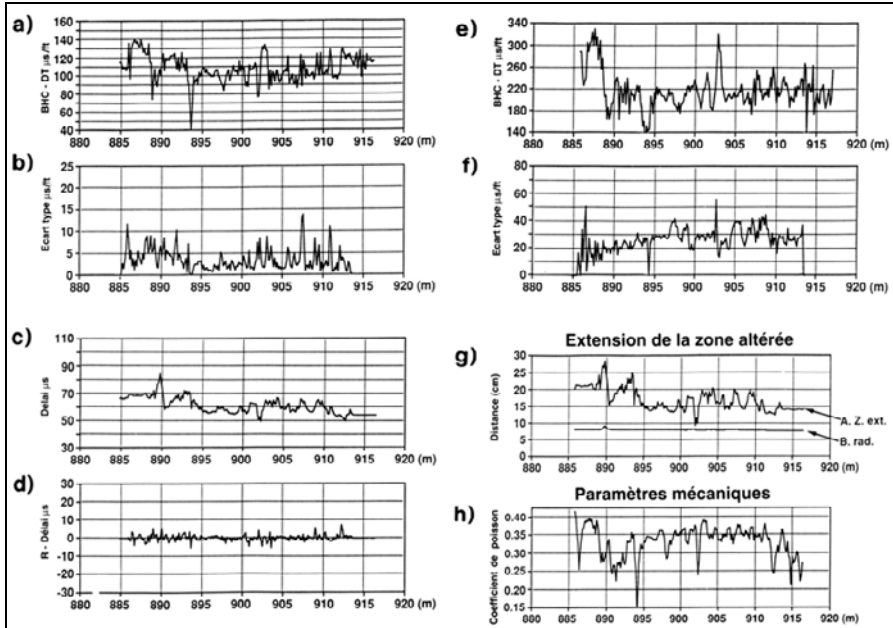 a)
BHC - DT µs/ft
160
140
120
100
80
60
40
880 885 890 895 900 905 910 915 920 (m)
b)
Ecart type µs/ft
25
20
15
10
5
0
880 885 890 895 900 905 910 915 920 (m)
c)
Délai µs
110
90
70
50
30
880 885 890 895 900 905 910 915 920 (m)
d)
R - Délai µs
30
20
10
0
-10
-20
-30
880 885 890 895 900 905 910 915 920 (m)
e)
BHC - DT µs/ft
340
300
260
220
180
140
880 885 890 895 900 905 910 915 920 (m)
f)
Ecart type µs/ft
80
60
40
20
0
880 885 890 895 900 905 910 915 920 (m)
Extension de la zone altérée
g)
Distance (cm)
30
25
20
15
10
5
0
A. Z. ext.
B. rad.
880 885 890 895 900 905 910 915 920 (m)
Paramètres mécaniques
h)
Coefficient de poisson
0.40
0.35
0.30
0.25
0.20
0.15
880 885 890 895 900 905 910 915 920 (m)